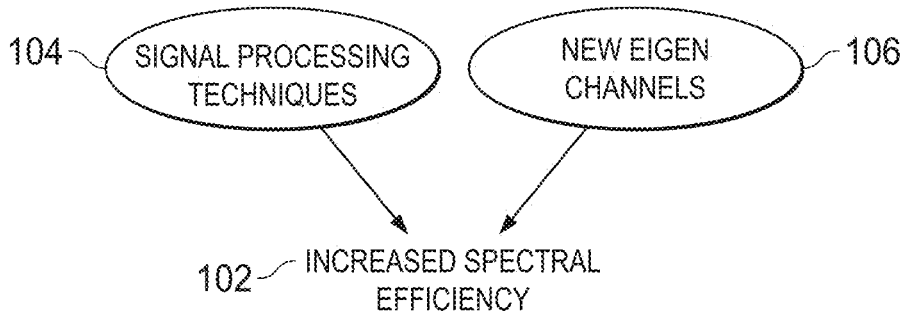 104
SIGNAL PROCESSING
TECHNIQUES
NEW EIGEN
CHANNELS
106
102
INCREASED SPECTRAL
EFFICIENCY